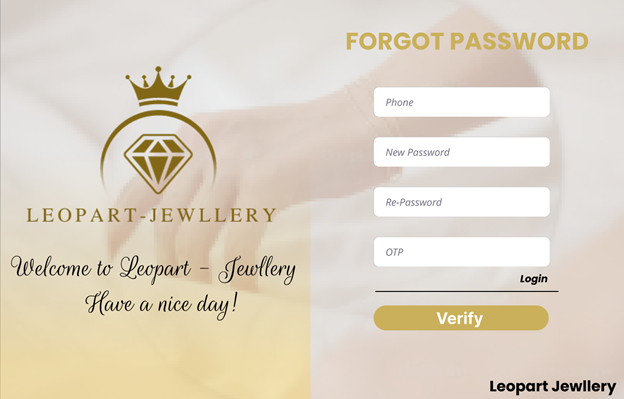 LEOPART-JEWLLERY
Welcome to Leopart - Jewllery
Have a nice day!
FORGOT PASSWORD
Phone
New Password
Re-Password
OTP
Login
Verify
Leopart Jewllery